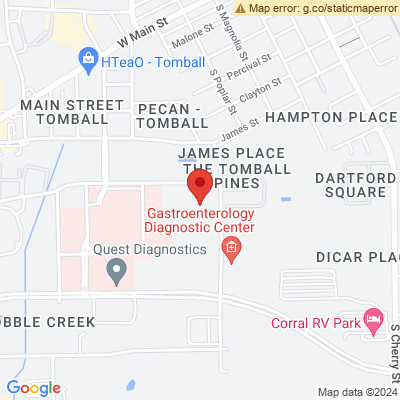 Map error: g.co/staticmaperror
W Main St
Malone St
S Magnolia St
HTeaO - Tomball
Percival St
S Poplar St
Clayton St
MAIN STREET
TOMBALL
PECAN -
TOMBALL
HAMPTON PLACE
James St
JAMES PLACE
THE TOMBALL
PINES
DARTFORD
SQUARE
Gastroenterology
Diagnostic Center
Quest Diagnostics
DICAR PLAC
OBBLE CREEK
Corral RV Park
S Cherry St
Google
Map data ©2024